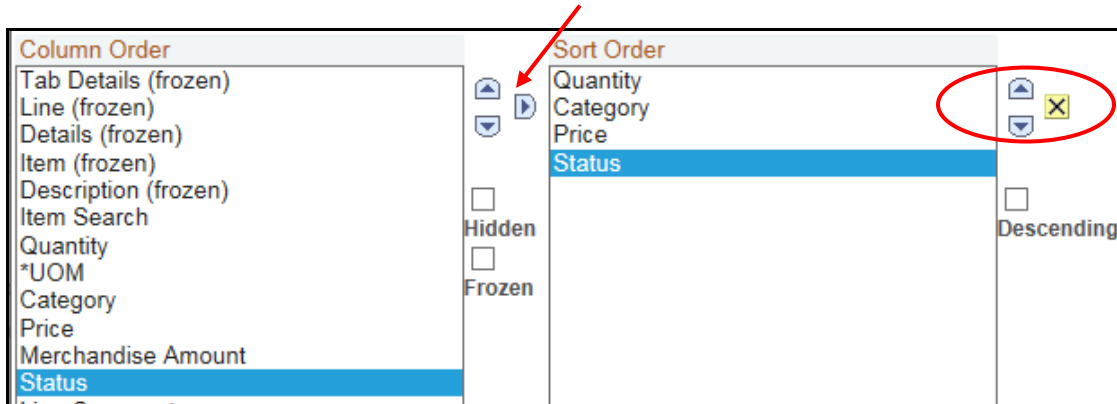 Column Order
Tab Details (frozen)
Line (frozen)
Details (frozen)
Item (frozen)
Description (frozen)
Item Search
Quantity
*UOM
Category
Price
Merchandise Amount
Status
Hidden
Frozen
Sort Order
Quantity
Category
Price
Status
Descending